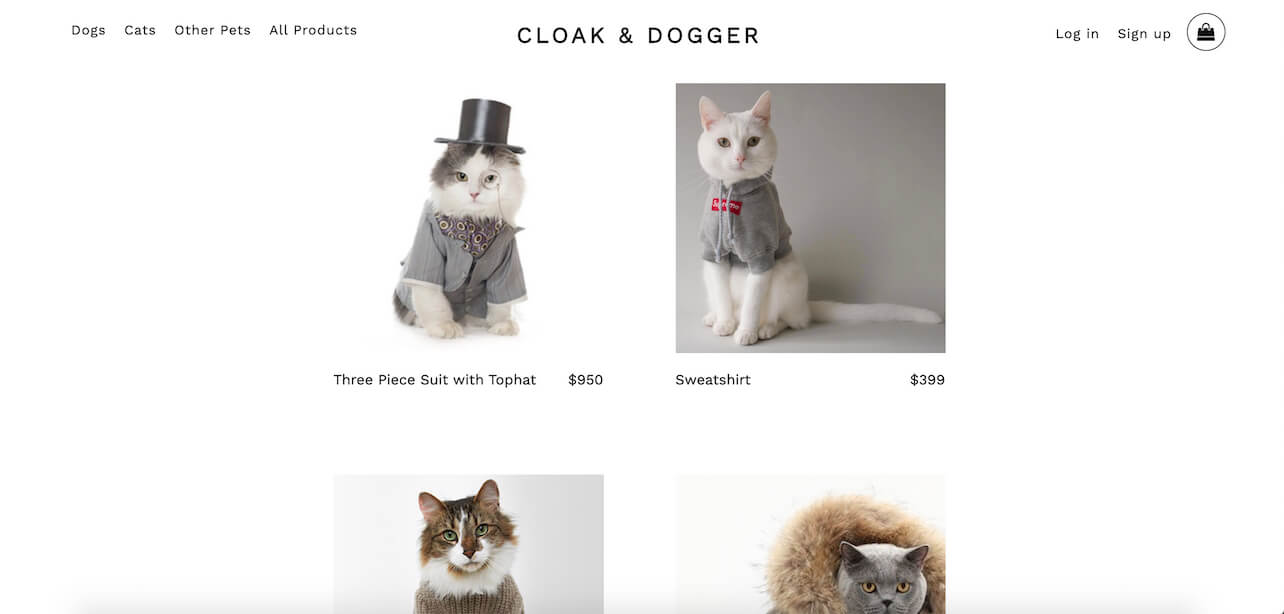 Dogs Cats Other Pets All Products
CLOAK & DOGGER
Log in Sign up
Three Piece Suit with Tophat $950
Sweatshirt $399